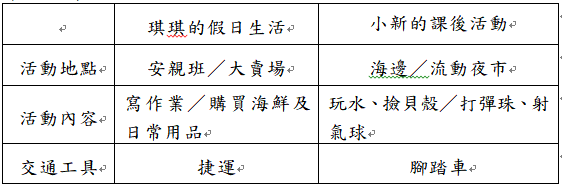 琪琪的假日生活 小新的課後活動
活動地點 安親班／大賣場 海邊／流動夜市
活動內容 寫作業／購買海鮮及日常用品 玩水、撿貝殼／打彈珠、射氣球
交通工具 捷運 腳踏車